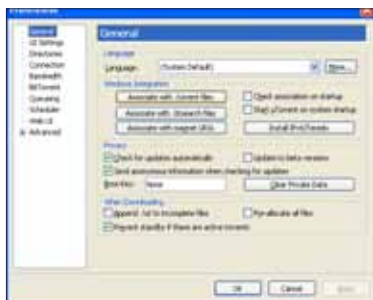 Preferences
General
UI Settings
Directories
Connection
Bandwidth
BitTorrent
Queueing
Scheduler
Web UI
Advanced
General
Language
Language: (System Default) More...
Windows Integration
Associate with .torrent files
Check association on startup
Associate with .btsearch files
Start µTorrent on system startup
Associate with magnet URIs
Install IPv6/Teredo
Privacy
Check for updates automatically
Update to beta versions
Send anonymous information when checking for updates
Boss-Key: None
Clear Private Data
When Downloading
Append .!ut to incomplete files
Pre-allocate all files
Prevent standby if there are active torrents
OK Cancel Apply